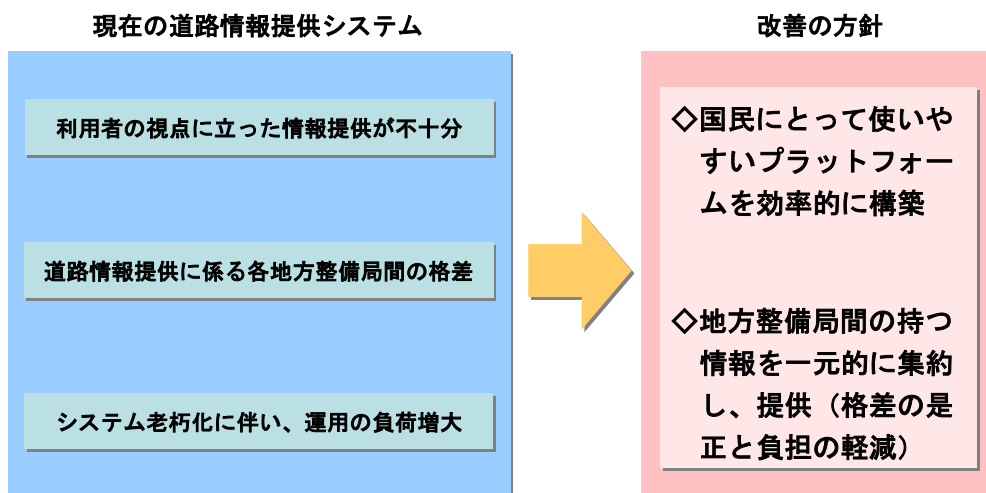 現在の道路情報提供システム
利用者の視点に立った情報提供が不十分
道路情報提供に係る各地方整備局間の格差
システム老朽化に伴い、運用の負荷増大
改善の方針
◇国民にとって使いや
すいプラットフォー
ムを効率的に構築
◇地方整備局間の持つ
情報を一元的に集約
し、提供（格差の是
正と負担の軽減）